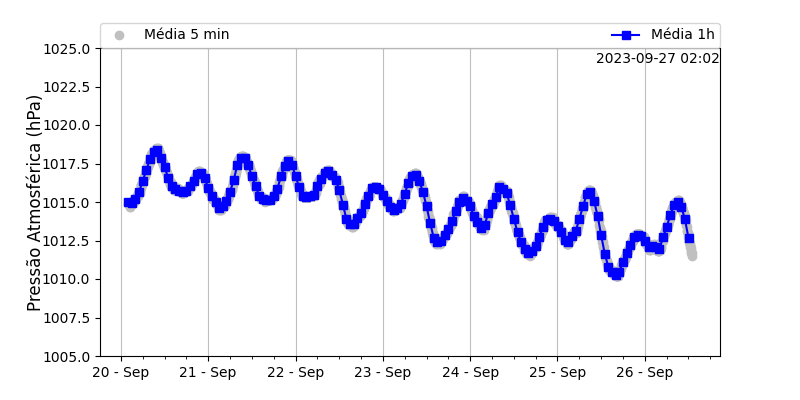 Média 5 min
Média 1h
2023-09-27 02:02
Pressão Atmosférica (hPa)
1025.0
1022.5
1020.0
1017.5
1015.0
1012.5
1010.0
1007.5
1005.0
20 - Sep
21 - Sep
22 - Sep
23 - Sep
24 - Sep
25 - Sep
26 - Sep